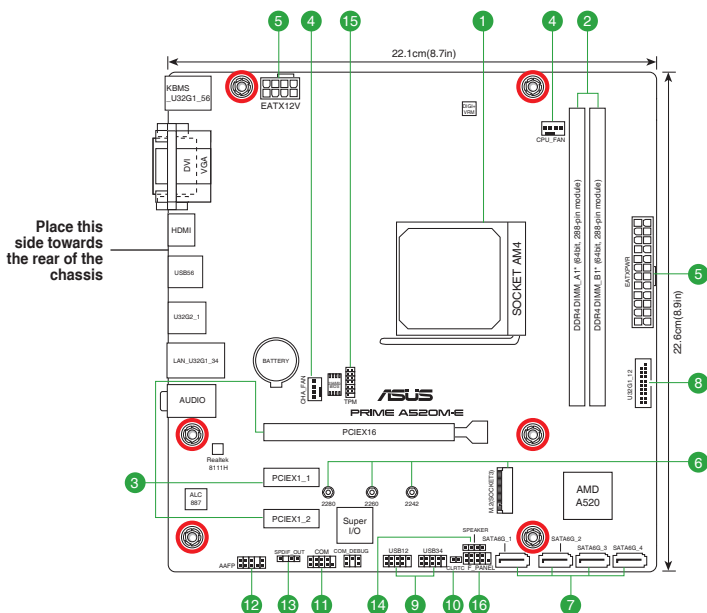 5
4
15
1
4
2
22.1cm(8.7in)
KBMS
_U32G1_56
EATX12V
DIGI+
VRM
CPU_FAN
DVI
VGA
Place this
side towards
the rear of the
chassis
HDMI
USB56
U32G2_1
LAN_U32G1_34
AUDIO
BATTERY
CHA_FAN
TPM
SOCKET AM4
DDR4 DIMM_A1* (64bit, 288-pin module)
DDR4 DIMM_B1* (64bit, 288-pin module)
EATXPWR
5
22.6cm(8.9in)
U32G1_12
8
ASUS
PRIME A520M-E
PCIEX16
Realtek
8111H
6
3
PCIEX1_1
2280
2260
2242
M.2(SOCKET3)
AMD
A520
ALC
887
PCIEX1_2
Super
I/O
SPEAKER
SATA6G_1
SATA6G_2
SATA6G_3
SATA6G_4
AAFP
SPDIF_OUT
COM
COM_DEBUG
USB12
USB34
CLRTC
F_PANEL
12
13
11
14
9
10
16
7